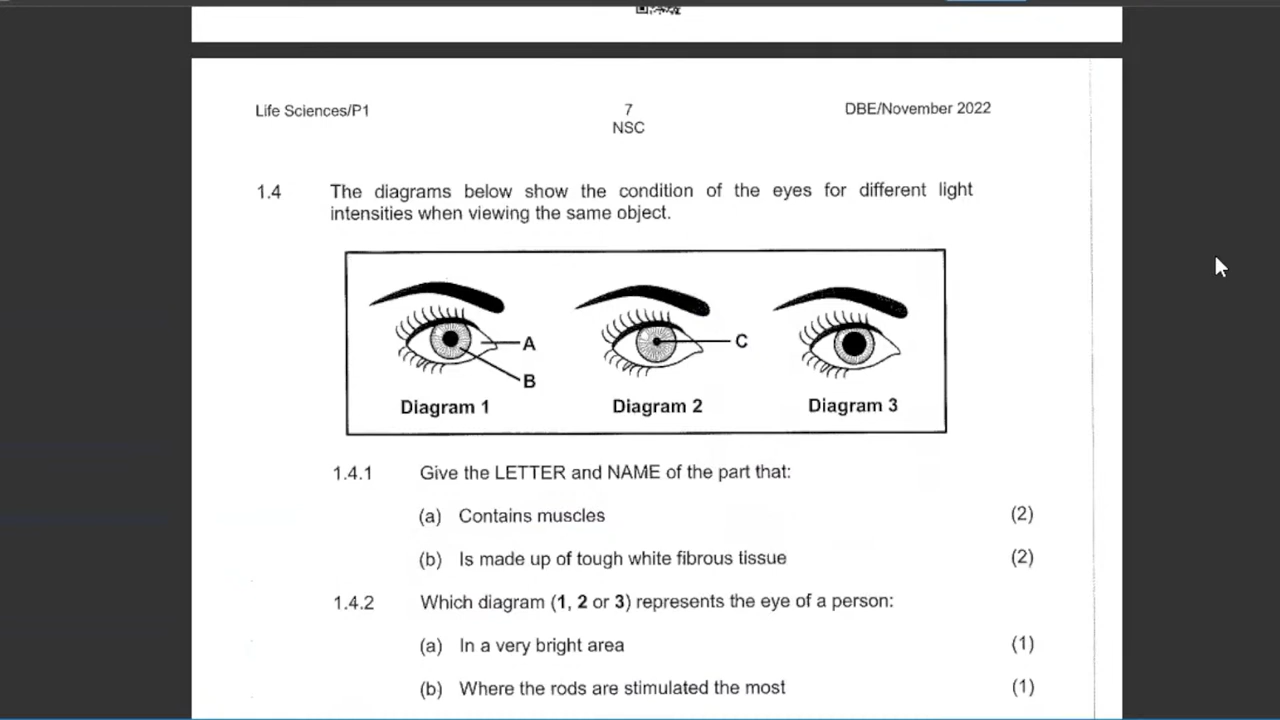 Life Sciences/P1 7 DBE/November 2022
NSC
1.4 The diagrams below show the condition of the eyes for different light
intensities when viewing the same object.
A
B
C
Diagram 1 Diagram 2 Diagram 3
1.4.1 Give the LETTER and NAME of the part that:
(a) Contains muscles (2)
(b) Is made up of tough white fibrous tissue (2)
1.4.2 Which diagram (1, 2 or 3) represents the eye of a person:
(a) In a very bright area (1)
(b) Where the rods are stimulated the most (1)